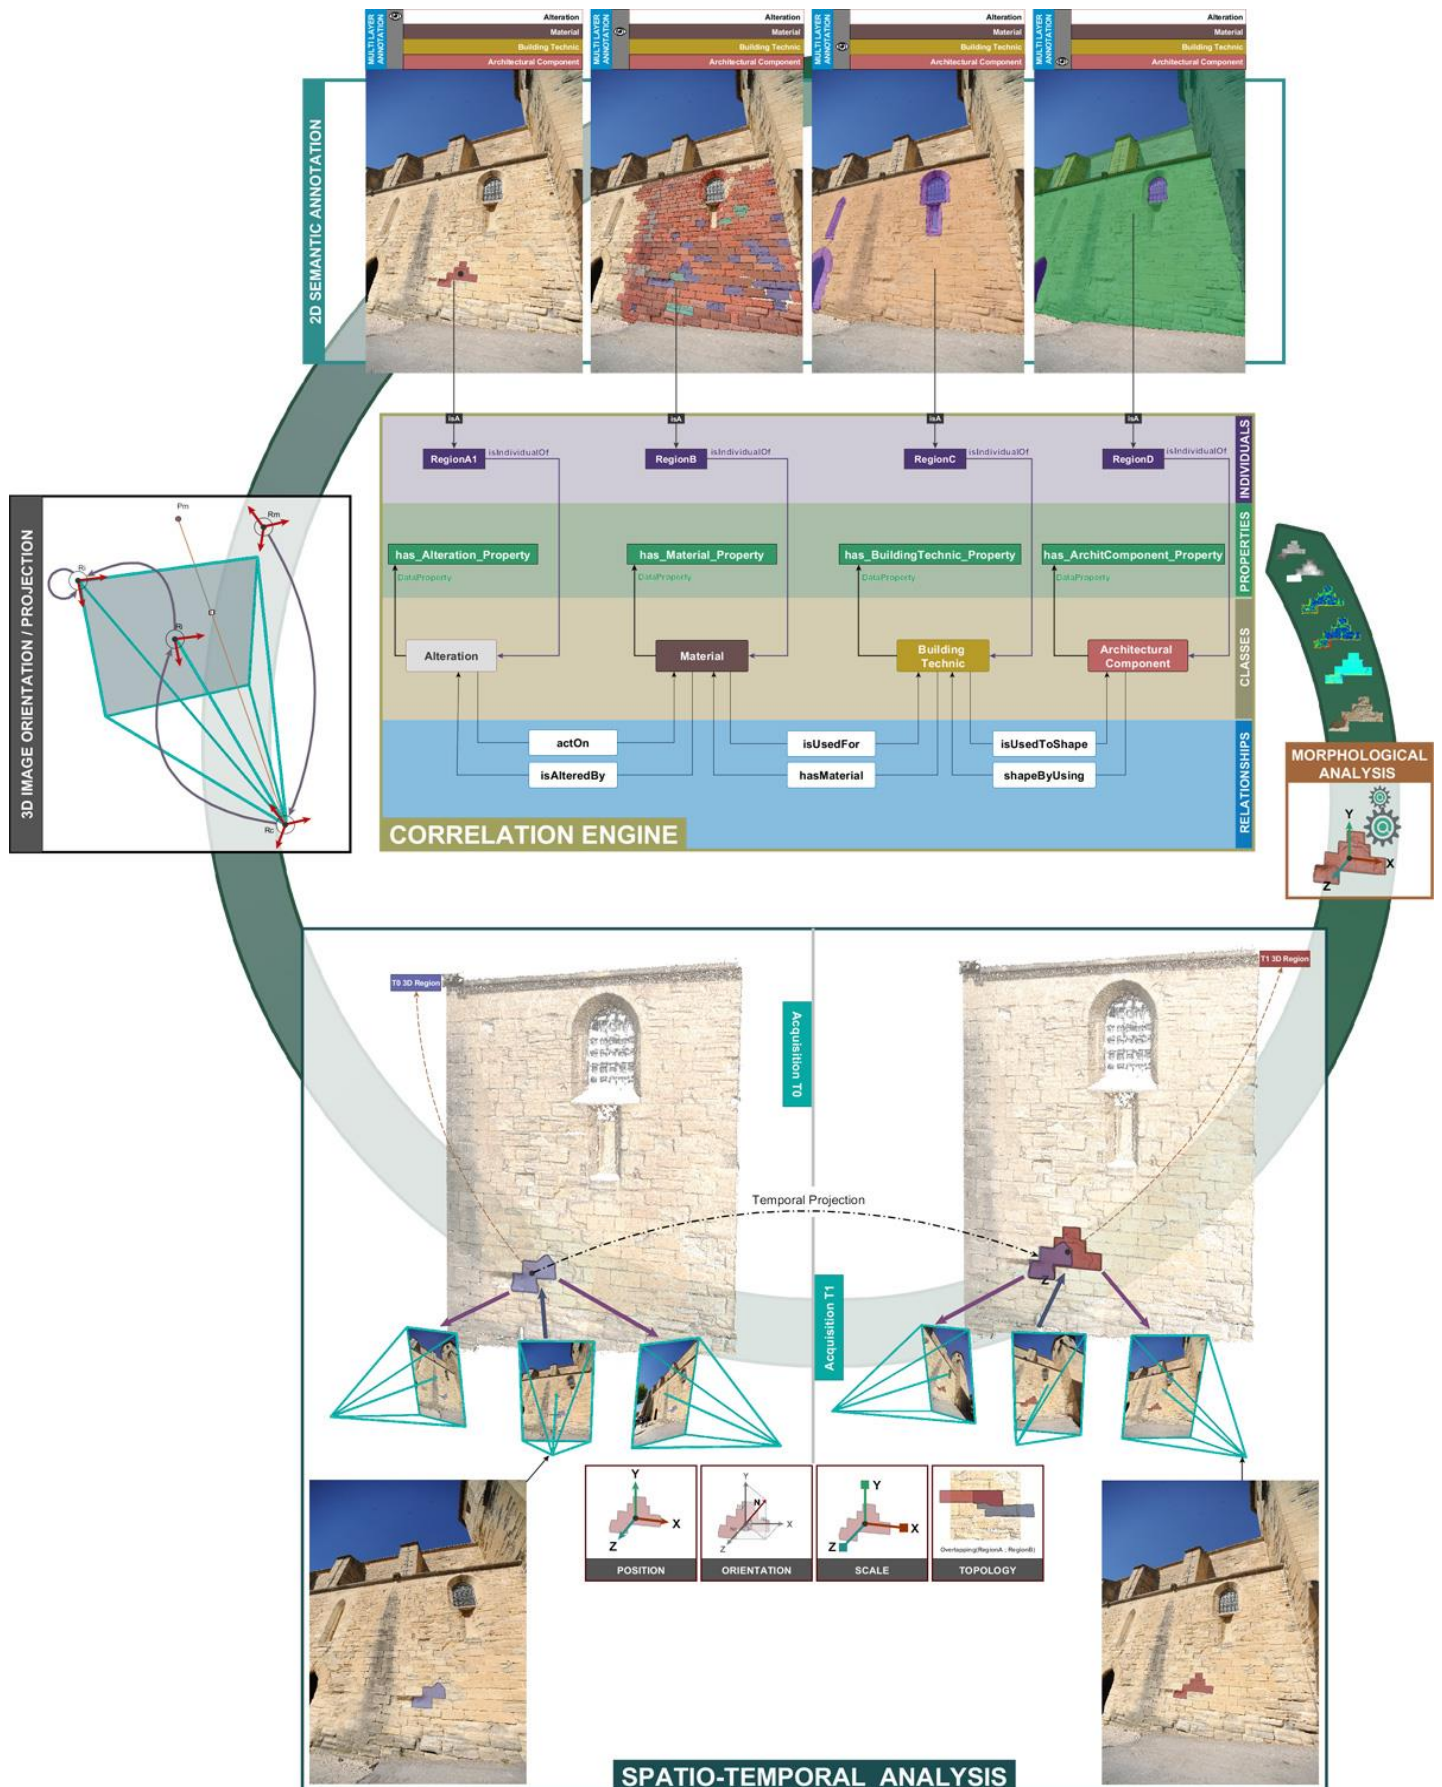 MULTI LAYER
ANNOTATION
Alteration
Material
Building Technic
Architectural Component
MULTI LAYER
ANNOTATION
Alteration
Material
Building Technic
Architectural Component
MULTI LAYER
ANNOTATION
Alteration
Material
Building Technic
Architectural Component
MULTI LAYER
ANNOTATION
Alteration
Material
Building Technic
Architectural Component
2D SEMANTIC ANNOTATION
isA
isA
isA
isA
RegionA1
isIndividualOf
RegionB
isIndividualOf
RegionC
isIndividualOf
RegionD
isIndividualOf
INDIVIDUALS
has_Alteration_Property
has_Material_Property
has_BuildingTechnic_Property
has_ArchitComponent_Property
DataProperty
DataProperty
DataProperty
DataProperty
PROPERTIES
Alteration
Material
Building
Technic
Architectural
Component
CLASSES
actOn
isUsedFor
isUsedToShape
isAlteredBy
hasMaterial
shapeByUsing
RELATIONSHIPS
CORRELATION ENGINE
3D IMAGE ORIENTATION / PROJECTION
Pm
Rm
Ri
Rc
MORPHOLOGICAL
ANALYSIS
Y
X
Z
T0 3D Region
T1 3D Region
Acquisition T0
Temporal Projection
Z
Acquisition T1
Y
X
Z
POSITION
Y
N
X
Z
ORIENTATION
Y
X
Z
SCALE
Overlapping(RegionA : RegionB)
TOPOLOGY
SPATIO-TEMPORAL ANALYSIS